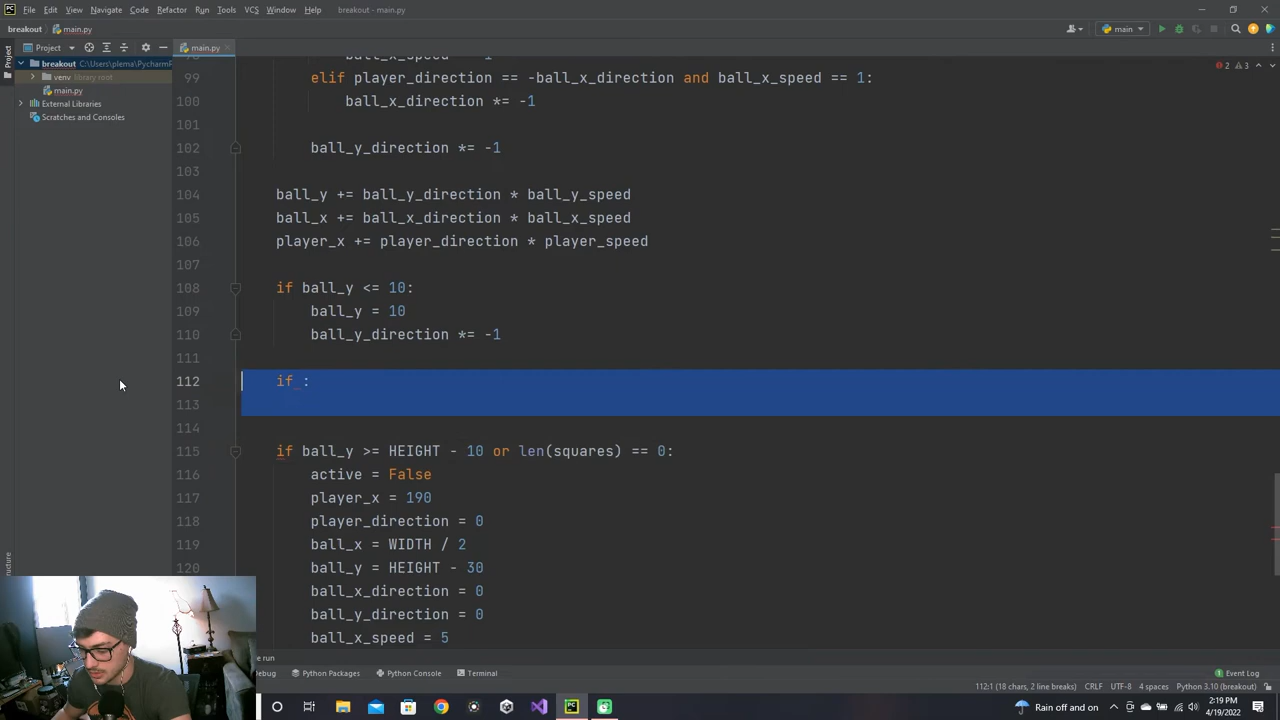 File Edit View Navigate Code Refactor Run Tools VCS Window Help breakout - main.py
breakout main.py main
Project main.py
Project
breakout C:\Users\plema\PycharmP
venv library root
main.py
External Libraries
Scratches and Consoles
2 3
99 elif player_direction == -ball_x_direction and ball_x_speed == 1:
100 ball_x_direction *= -1
101
102 ball_y_direction *= -1
103
104 ball_y += ball_y_direction * ball_y_speed
105 ball_x += ball_x_direction * ball_x_speed
106 player_x += player_direction * player_speed
107
108 if ball_y <= 10:
109 ball_y = 10
110 ball_y_direction *= -1
111
112 if :
113
114
115 if ball_y >= HEIGHT - 10 or len(squares) == 0:
116 active = False
117 player_x = 190
118 player_direction = 0
119 ball_x = WIDTH / 2
120 ball_y = HEIGHT - 30
ball_x_direction = 0
ball_y_direction = 0
ball_x_speed = 5
tructure
e run
Debug Python Packages Python Console Terminal 1 Event Log
112:1 (18 chars, 2 line breaks) CRLF UTF-8 4 spaces Python 3.10 (breakout)
Rain off and on 2:19 PM
4/19/2022